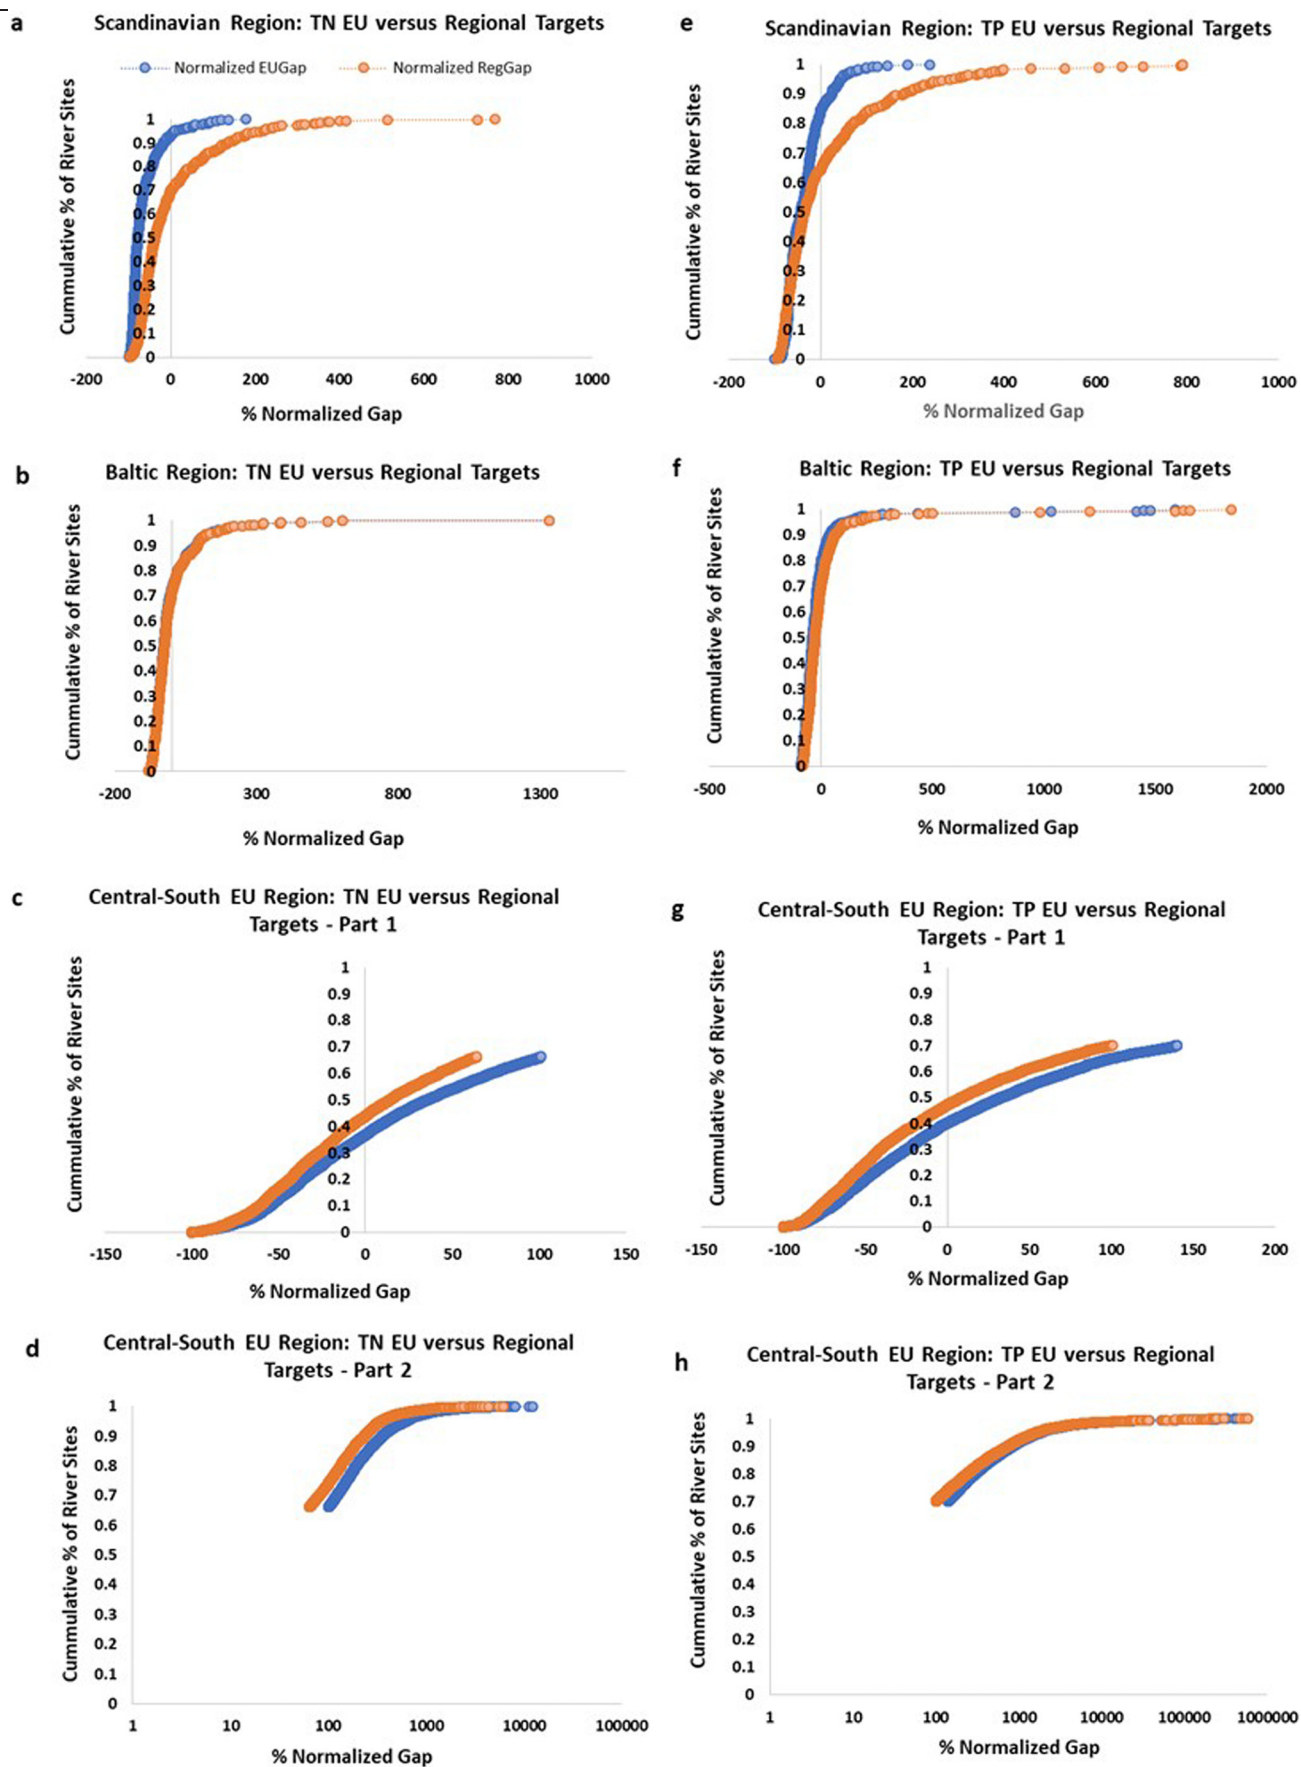 a
Scandinavian Region: TN EU versus Regional Targets
Normalized EUGap
Normalized RegGap
Cummulative % of River Sites
1
0.9
0.8
0.7
0.6
0.5
0.4
0.3
0.2
0.1
0
-200 0 200 400 600 800 1000
% Normalized Gap
b
Baltic Region: TN EU versus Regional Targets
Cummulative % of River Sites
1
0.9
0.8
0.7
0.6
0.5
0.4
0.3
0.2
0.1
0
-200 300 800 1300
% Normalized Gap
c
Central-South EU Region: TN EU versus Regional
Targets - Part 1
Cummulative % of River Sites
1
0.9
0.8
0.7
0.6
0.5
0.4
0.3
0.2
0.1
0
-150 -100 -50 0 50 100 150
% Normalized Gap
d
Central-South EU Region: TN EU versus Regional
Targets - Part 2
Cummulative % of River Sites
1
0.9
0.8
0.7
0.6
0.5
0.4
0.3
0.2
0.1
0
1 10 100 1000 10000 100000
% Normalized Gap
e
Scandinavian Region: TP EU versus Regional Targets
Cummulative % of River Sites
1
0.9
0.8
0.7
0.6
0.5
0.4
0.3
0.2
0.1
0
-200 0 200 400 600 800 1000
% Normalized Gap
f
Baltic Region: TP EU versus Regional Targets
Cummulative % of River Sites
1
0.9
0.8
0.7
0.6
0.5
0.4
0.3
0.2
0.1
0
-500 0 500 1000 1500 2000
% Normalized Gap
g
Central-South EU Region: TP EU versus Regional
Targets - Part 1
Cummulative % of River Sites
1
0.9
0.8
0.7
0.6
0.5
0.4
0.3
0.2
0.1
0
-150 -100 -50 0 50 100 150 200
% Normalized Gap
h
Central-South EU Region: TP EU versus Regional
Targets - Part 2
Cummulative % of River Sites
1
0.9
0.8
0.7
0.6
0.5
0.4
0.3
0.2
0.1
0
1 10 100 1000 10000 100000 1000000
% Normalized Gap